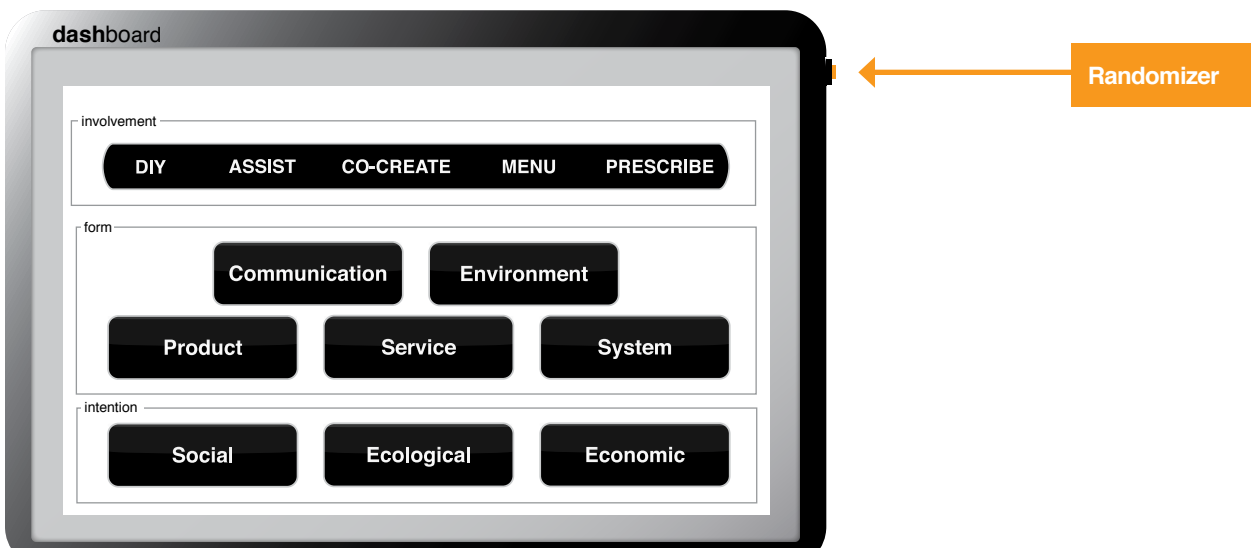 dashboard
Randomizer
involvement
DIY ASSIST CO-CREATE MENU PRESCRIBE
form
Communication Environment
Product Service System
intention
Social Ecological Economic